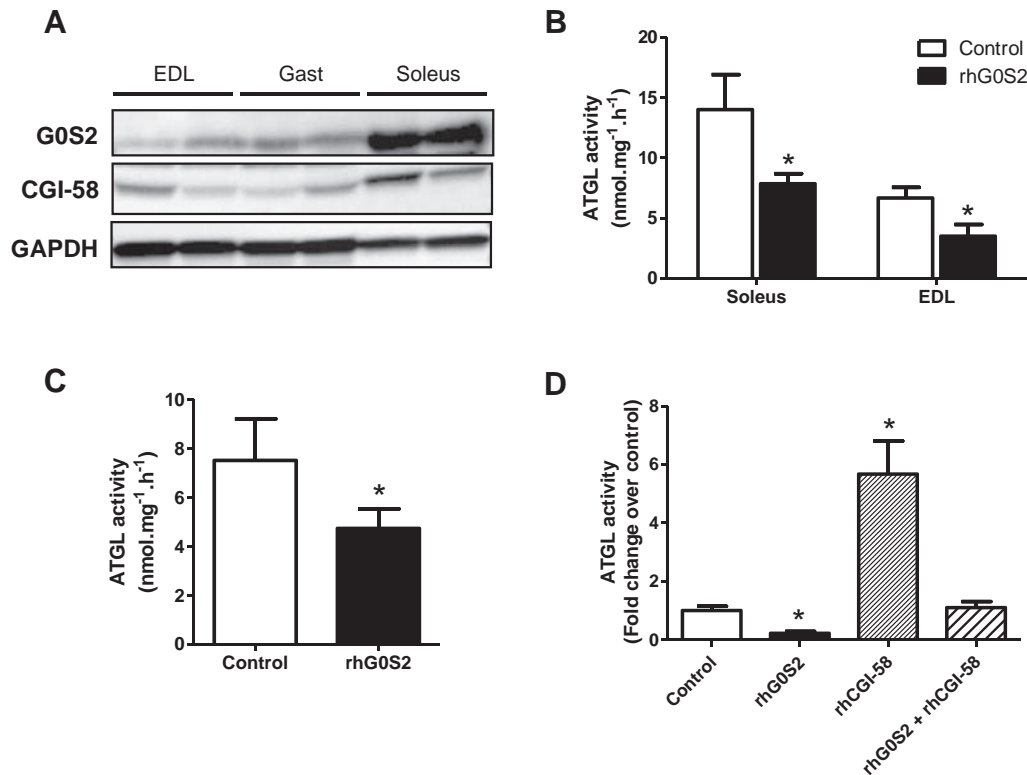 A
EDL Gast Soleus
G0S2
CGI-58
GAPDH
B
20
15
10
5
0
ATGL activity
(nmol.mg-1.h-1)
Control
rhG0S2
*
*
Soleus EDL
C
10
8
6
4
2
0
ATGL activity
(nmol.mg-1.h-1)
*
Control rhG0S2
D
8
6
4
2
0
ATGL activity
(Fold change over control)
*
*
Control
rhG0S2
rhCGI-58
rhG0S2 + rhCGI-58